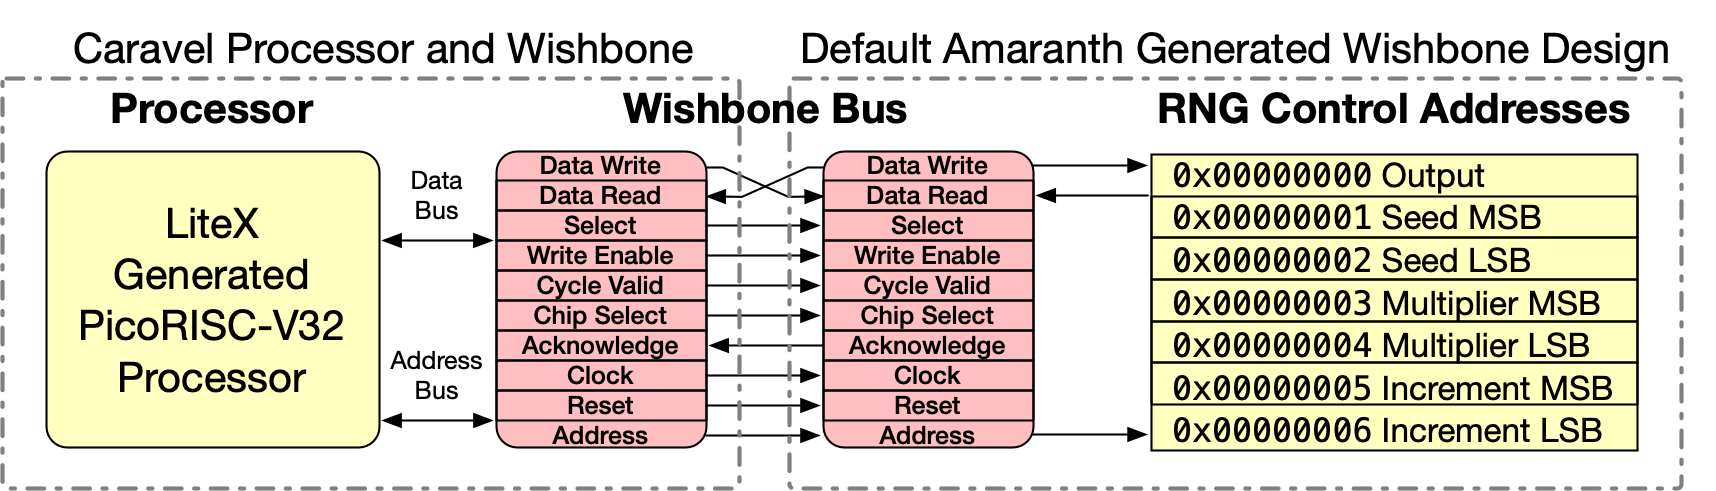 Caravel Processor and Wishbone
Default Amaranth Generated Wishbone Design
Processor
Wishbone Bus
RNG Control Addresses
LiteX
Generated
PicoRISC-V32
Processor
Data
Bus
Address
Bus
Data Write
Data Read
Select
Write Enable
Cycle Valid
Chip Select
Acknowledge
Clock
Reset
Address
Data Write
Data Read
Select
Write Enable
Cycle Valid
Chip Select
Acknowledge
Clock
Reset
Address
0x00000000 Output
0x00000001 Seed MSB
0x00000002 Seed LSB
0x00000003 Multiplier MSB
0x00000004 Multiplier LSB
0x00000005 Increment MSB
0x00000006 Increment LSB